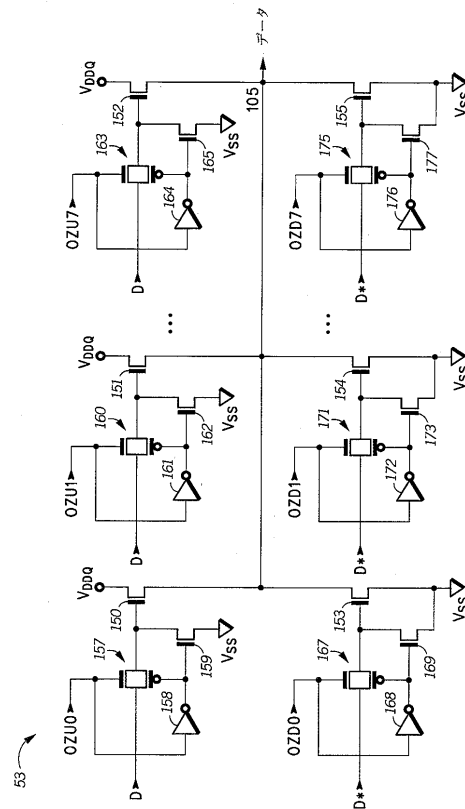 53
OZU0
D
157
158
159
150
VDDQ
VSS
OZU1
D
160
161
162
151
VDDQ
VSS
...
OZU7
D
163
164
165
152
VDDQ
VSS
105
データ
OZD0
D*
167
168
169
153
VSS
OZD1
D*
171
172
173
154
VSS
...
OZD7
D*
175
176
177
155
VSS